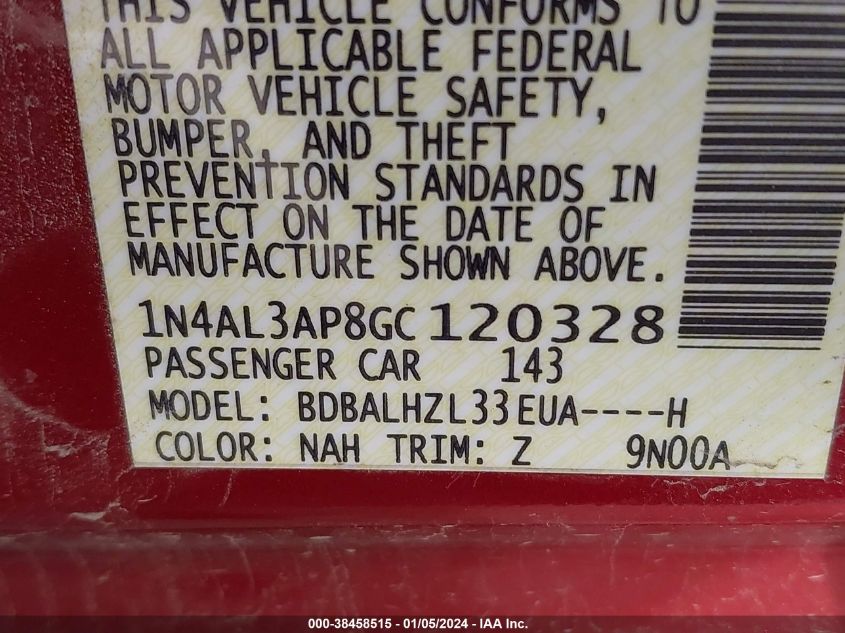 THIS VEHICLE CONFORMS TO
ALL APPLICABLE FEDERAL
MOTOR VEHICLE SAFETY,
BUMPER, AND THEFT
PREVENTION STANDARDS IN
EFFECT ON THE DATE OF
MANUFACTURE SHOWN ABOVE.
1N4AL3AP8GC 120328
PASSENGER CAR 143
MODEL: BDBALHZL33EUA----H
COLOR: NAH TRIM: Z 9N00A
000-38458515 - 01/05/2024 - IAA Inc.